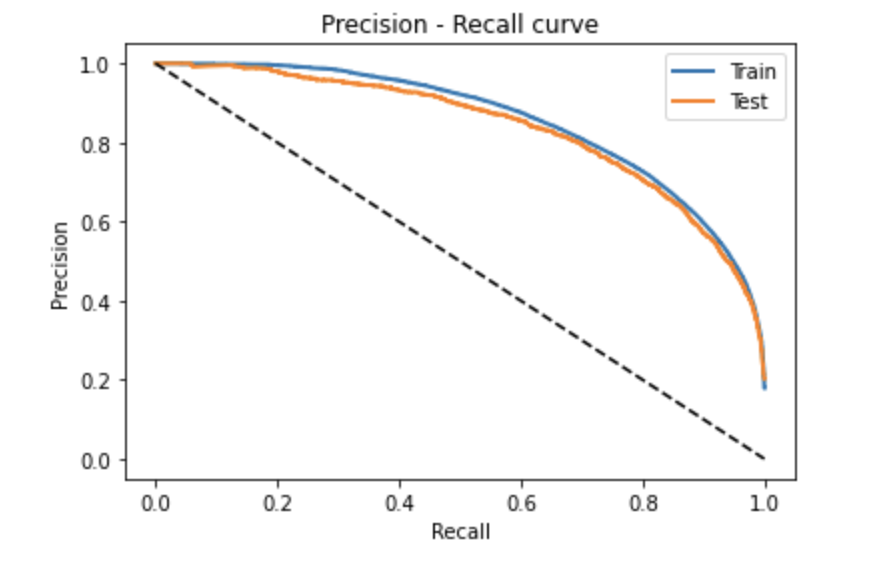 Precision - Recall curve
Train
Test
1.0
0.8
0.6
0.4
0.2
0.0
Precision
0.0 0.2 0.4 0.6 0.8 1.0
Recall